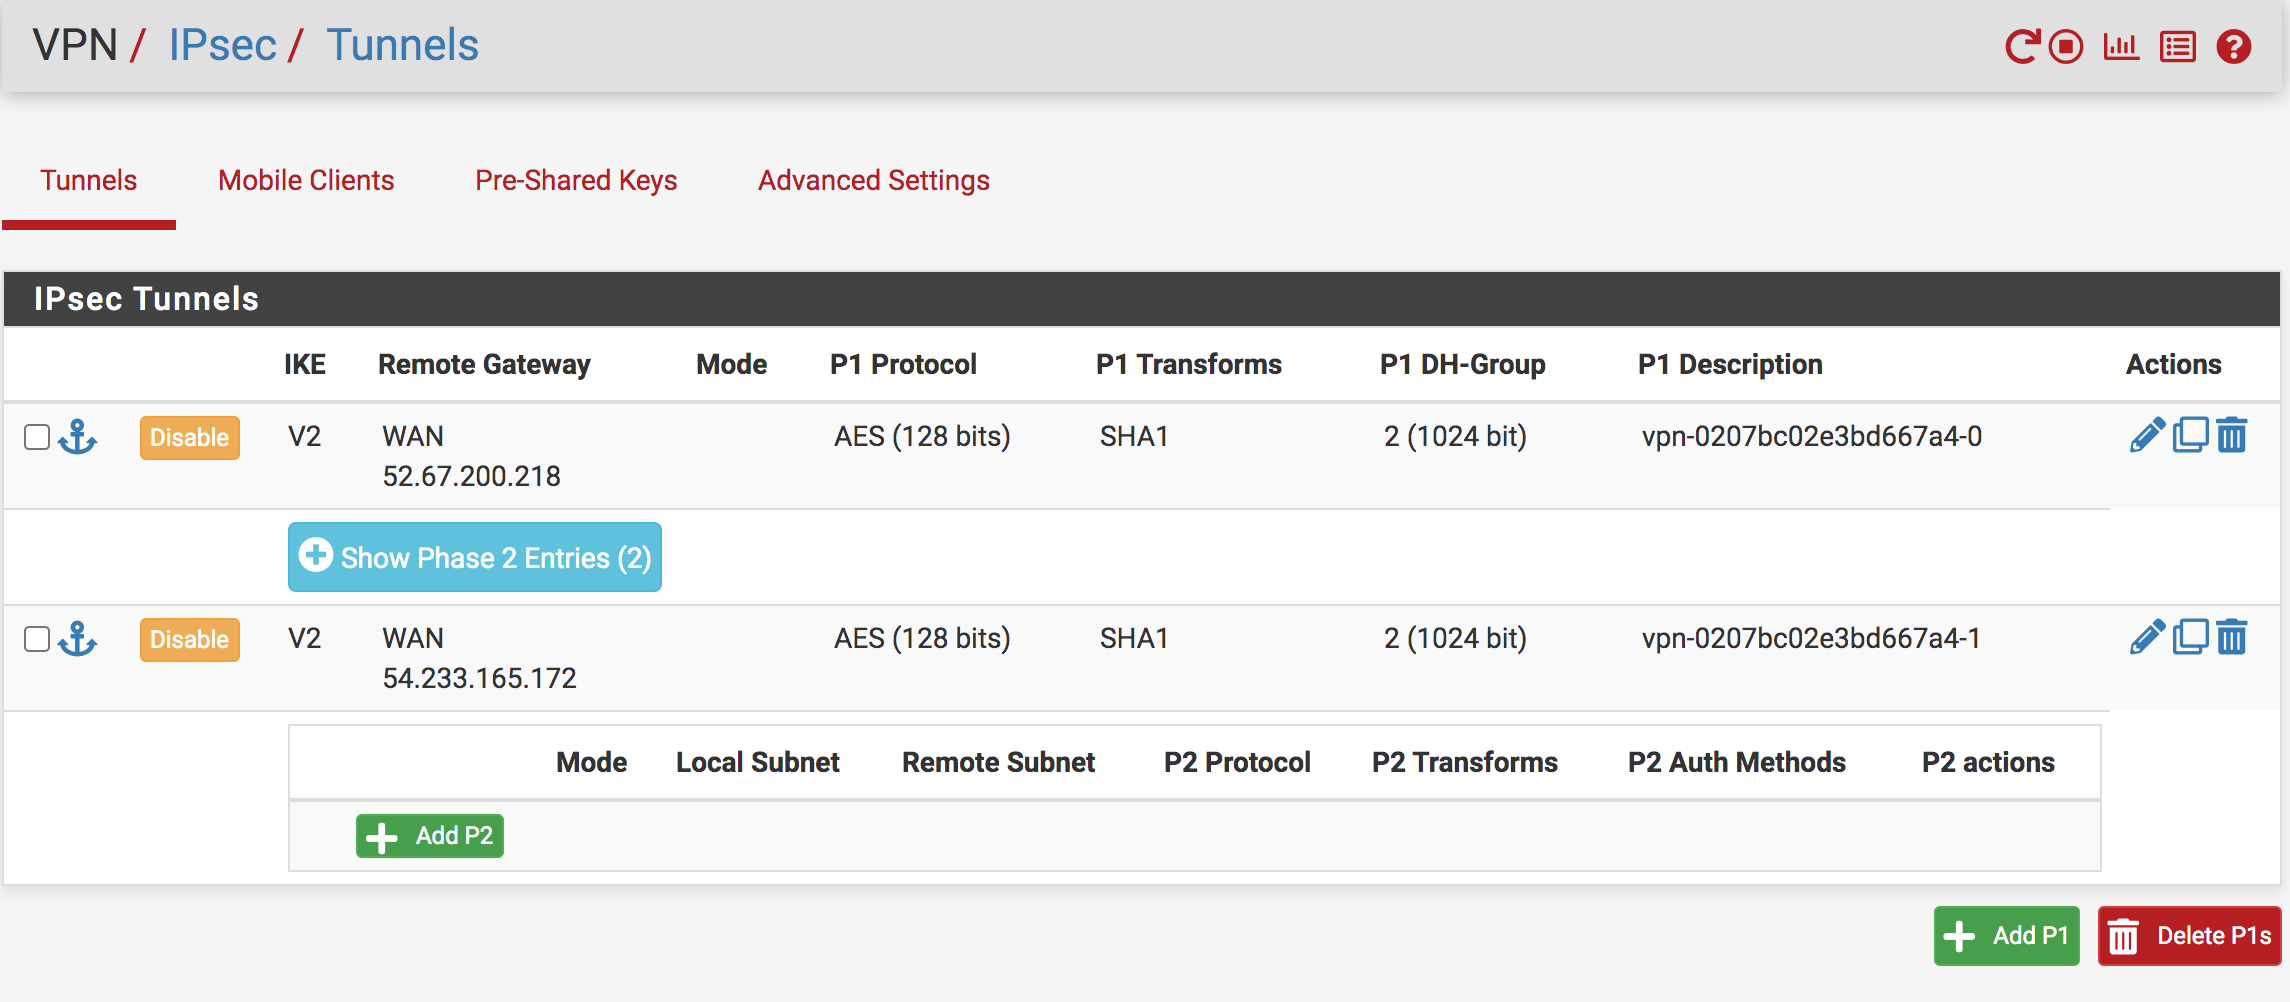 VPN / IPsec / Tunnels
Tunnels Mobile Clients Pre-Shared Keys Advanced Settings
IPsec Tunnels
IKE Remote Gateway Mode P1 Protocol P1 Transforms P1 DH-Group P1 Description Actions
Disable V2 WAN AES (128 bits) SHA1 2 (1024 bit) vpn-0207bc02e3bd667a4-0
52.67.200.218
Show Phase 2 Entries (2)
Disable V2 WAN AES (128 bits) SHA1 2 (1024 bit) vpn-0207bc02e3bd667a4-1
54.233.165.172
Mode Local Subnet Remote Subnet P2 Protocol P2 Transforms P2 Auth Methods P2 actions
Add P2
Add P1 Delete P1s